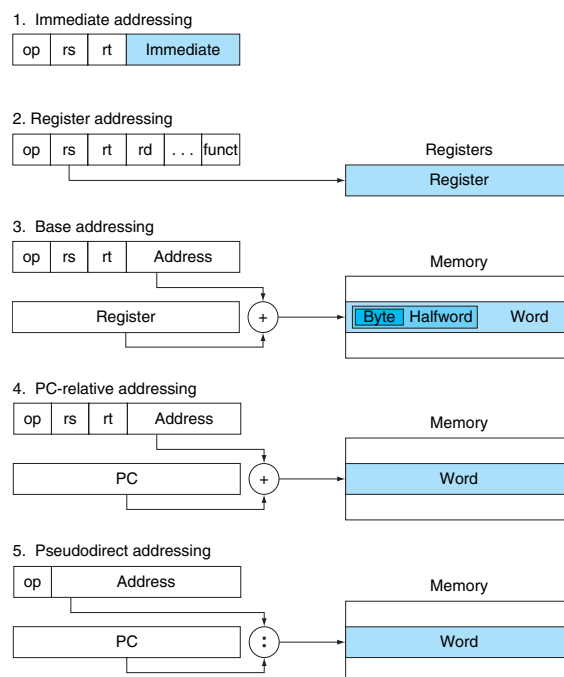 1. Immediate addressing
op rs rt Immediate
2. Register addressing
op rs rt rd . . . funct
Registers
Register
3. Base addressing
op rs rt Address
Memory
Register + Byte Halfword Word
4. PC-relative addressing
op rs rt Address
Memory
PC + Word
5. Pseudodirect addressing
op Address
Memory
PC : Word